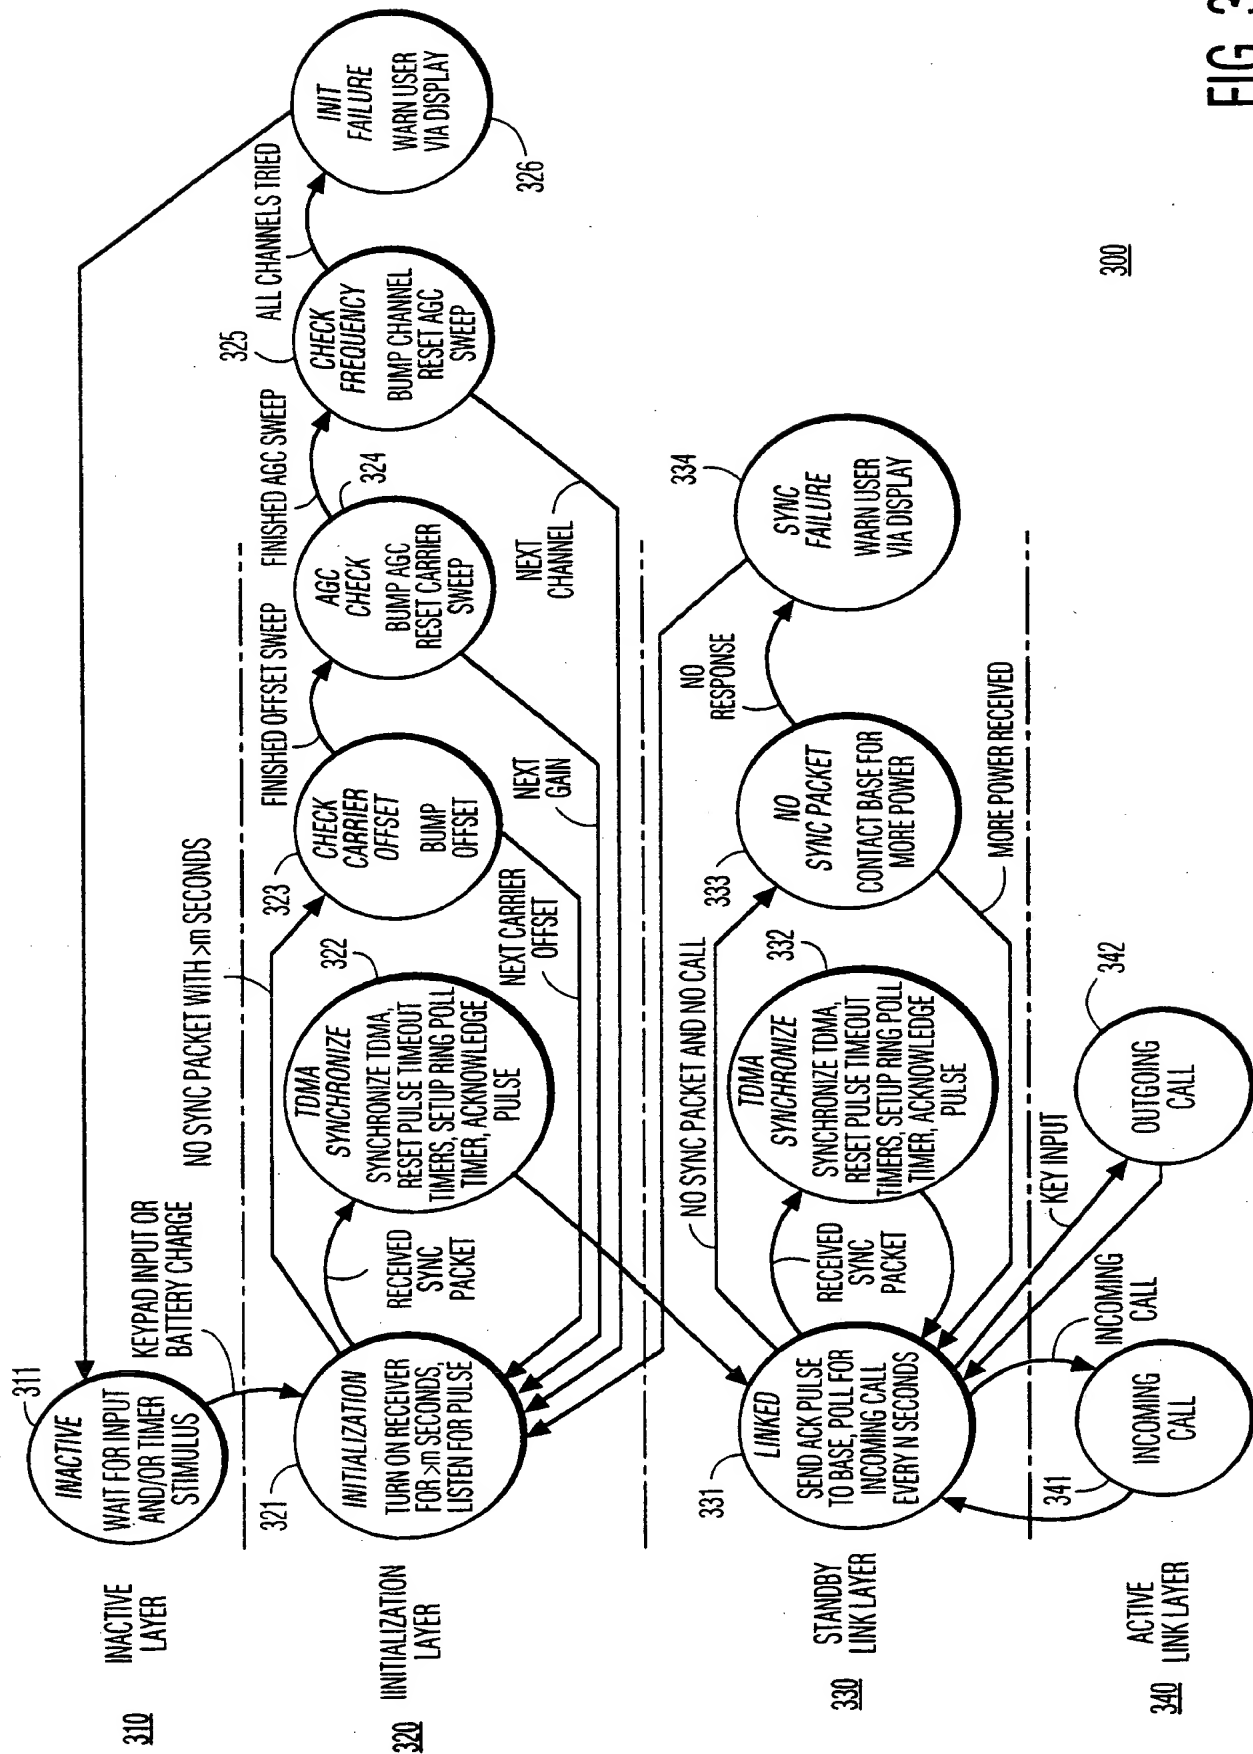 310
INACTIVE
LAYER
311
INACTIVE
WAIT FOR INPUT
AND/OR TIMER
STIMULUS
KEYPAD INPUT OR
BATTERY CHARGE
NO SYNC PACKET WITH >m SECONDS
320
IINITIALIZATION
LAYER
321
INITIALIZATION
TURN ON RECEIVER
FOR >m SECONDS,
LISTEN FOR PULSE
RECEIVED
SYNC
PACKET
322
TDMA
SYNCHRONIZE
SYNCHRONIZE TDMA,
RESET PULSE TIMEOUT
TIMERS, SETUP RING POLL
TIMER, ACKNOWLEDGE
PULSE
323
CHECK
CARRIER
OFFSET
BUMP
OFFSET
NEXT CARRIER
OFFSET
FINISHED OFFSET SWEEP
324
AGC
CHECK
BUMP AGC
RESET CARRIER
SWEEP
NEXT
GAIN
FINISHED AGC SWEEP
325
CHECK
FREQUENCY
BUMP CHANNEL
RESET AGC
SWEEP
NEXT
CHANNEL
ALL CHANNELS TRIED
INIT
FAILURE
WARN USER
VIA DISPLAY
326
330
STANDBY
LINK LAYER
331
LINKED
SEND ACK PULSE
TO BASE, POLL FOR
INCOMING CALL
EVERY N SECONDS
RECEIVED
SYNC
PACKET
NO SYNC PACKET AND NO CALL
332
TDMA
SYNCHRONIZE
SYNCHRONIZE TDMA,
RESET PULSE TIMEOUT
TIMERS, SETUP RING POLL
TIMER, ACKNOWLEDGE
PULSE
333
NO
SYNC PACKET
CONTACT BASE FOR
MORE POWER
MORE POWER RECEIVED
NO
RESPONSE
334
SYNC
FAILURE
WARN USER
VIA DISPLAY
340
ACTIVE
LINK LAYER
341
INCOMING
CALL
INCOMING
CALL
KEY INPUT
342
OUTGOING
CALL
300
FIG. 3